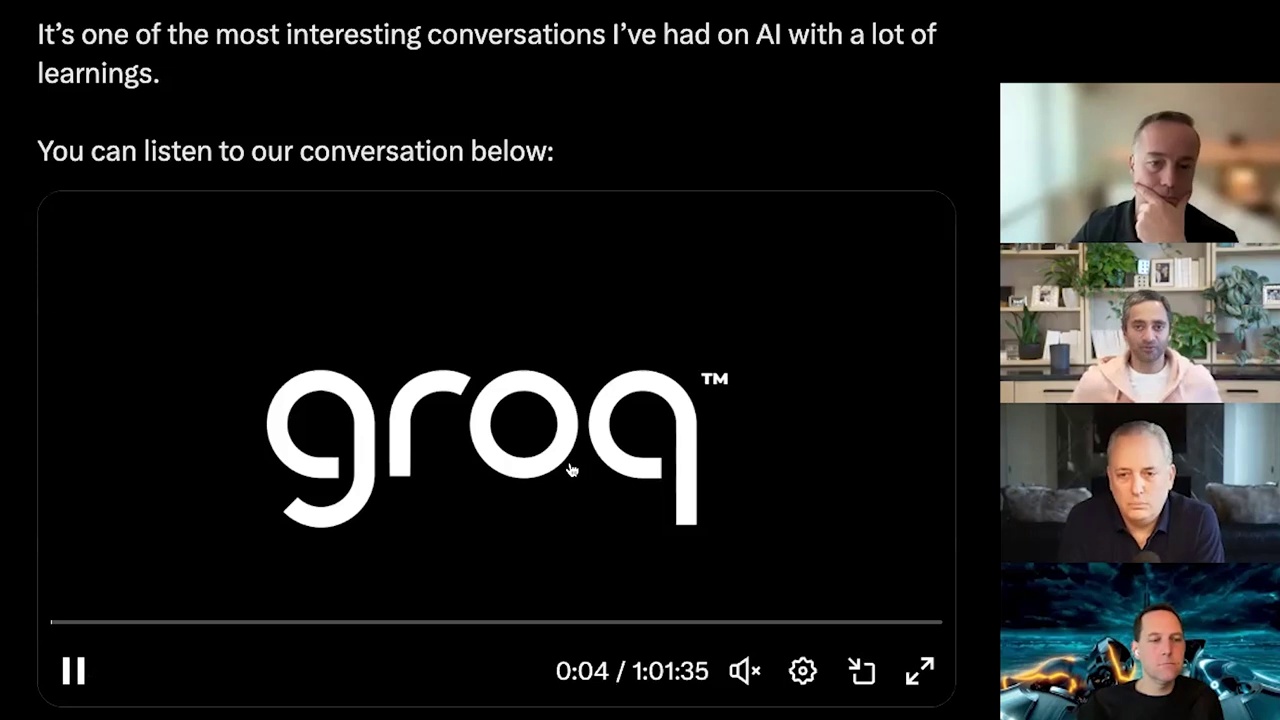 It’s one of the most interesting conversations I’ve had on AI with a lot of
learnings.
You can listen to our conversation below:
groq™
0:04 / 1:01:35